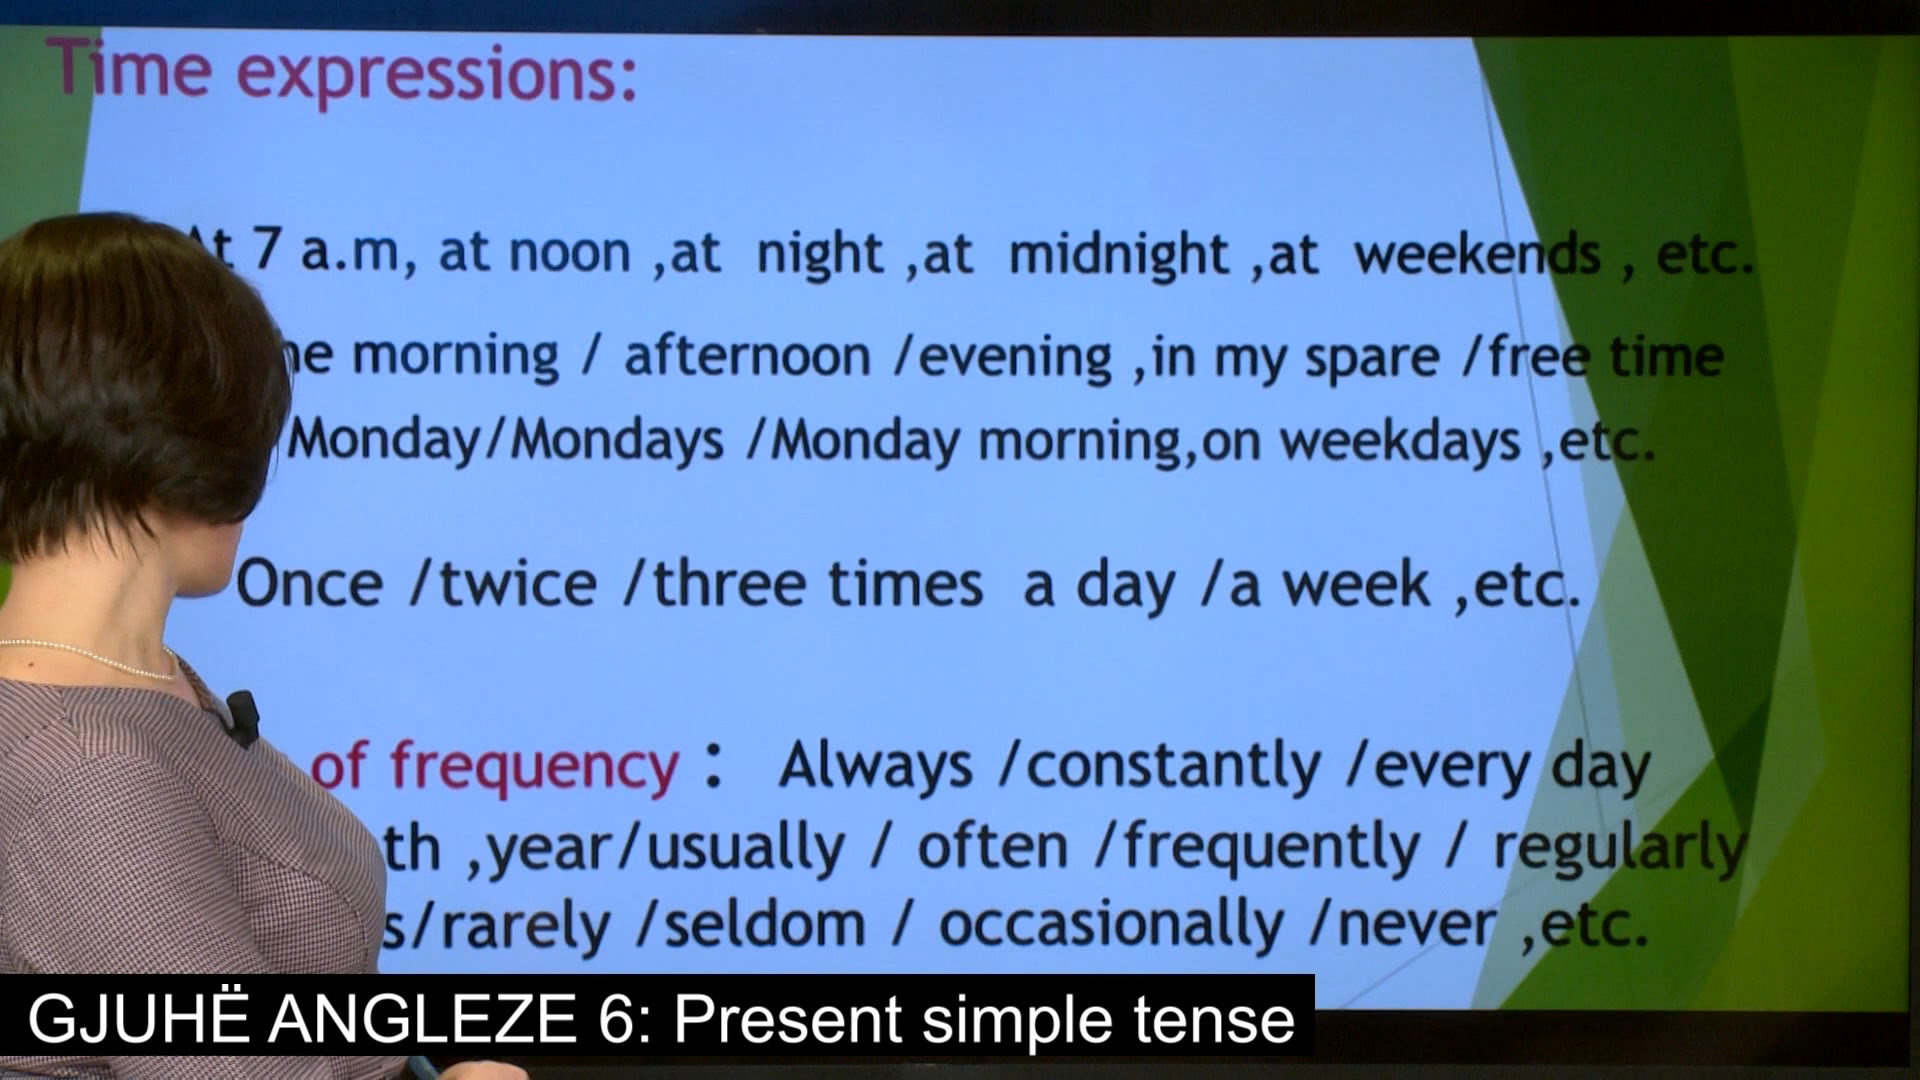 Time expressions:
At 7 a.m, at noon ,at night ,at midnight ,at weekends , etc.
morning / afternoon /evening ,in my spare /free time
/Monday/Mondays /Monday morning,on weekdays ,etc.
Once /twice /three times a day /a week ,etc.
of frequency : Always /constantly /every day
,year/usually / often /frequently / regularly
/rarely /seldom / occasionally /never ,etc.
GJUHË ANGLEZE 6: Present simple tense